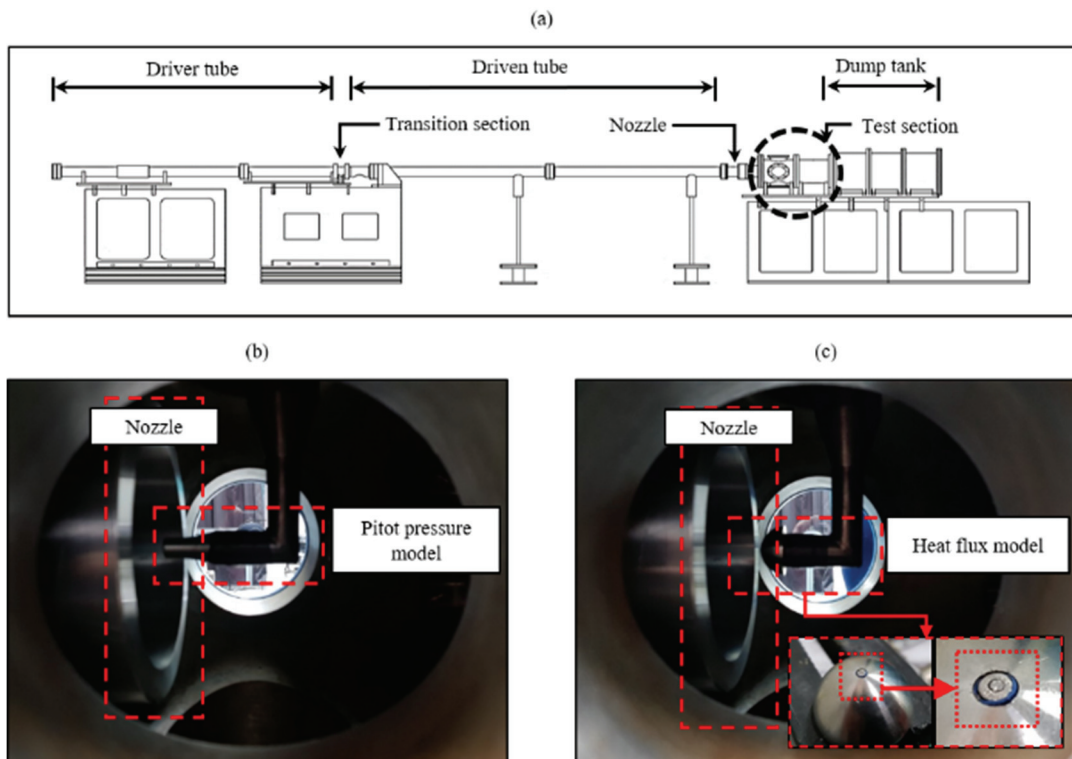 (a)
Driver tube
Driven tube
Dump tank
Transition section
Nozzle
Test section
(b)
(c)
Nozzle
Pitot pressure
model
Nozzle
Heat flux model